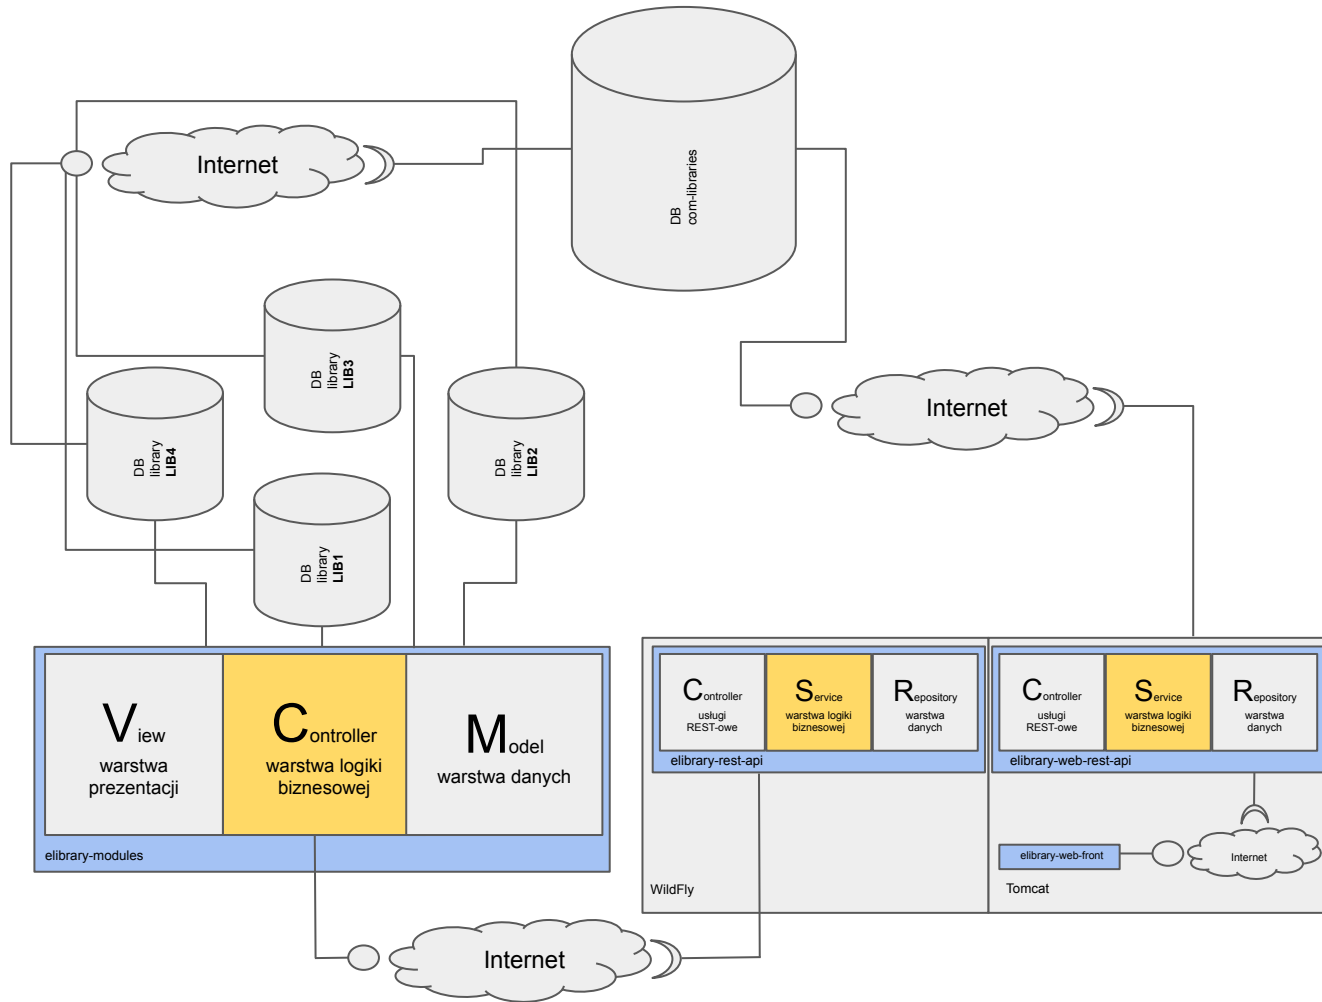 Internet
DB
com-libraries
DB
library
LIB3
DB
library
LIB4
DB
library
LIB2
Internet
DB
library
LIB1
View
warstwa
prezentacji
Controller
warstwa logiki
biznesowej
Model
warstwa danych
elibrary-modules
Controller
usługi
REST-owe
Service
warstwa logiki
biznesowej
Repository
warstwa
danych
elibrary-rest-api
WildFly
Controller
usługi
REST-owe
Service
warstwa logiki
biznesowej
Repository
warstwa
danych
elibrary-web-rest-api
elibrary-web-front
Internet
Tomcat
Internet